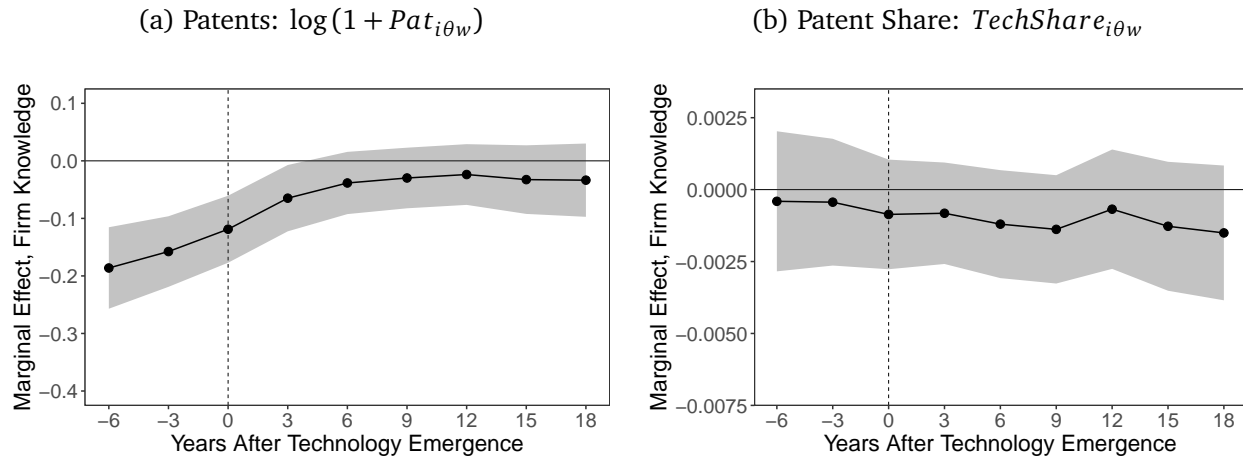 (a) Patents: log(1 + Pat_{iθw})
Marginal Effect, Firm Knowledge
0.1
0.0
−0.1
−0.2
−0.3
−0.4
−6 −3 0 3 6 9 12 15 18
Years After Technology Emergence
(b) Patent Share: TechShare_{iθw}
Marginal Effect, Firm Knowledge
0.0025
0.0000
−0.0025
−0.0050
−0.0075
−6 −3 0 3 6 9 12 15 18
Years After Technology Emergence